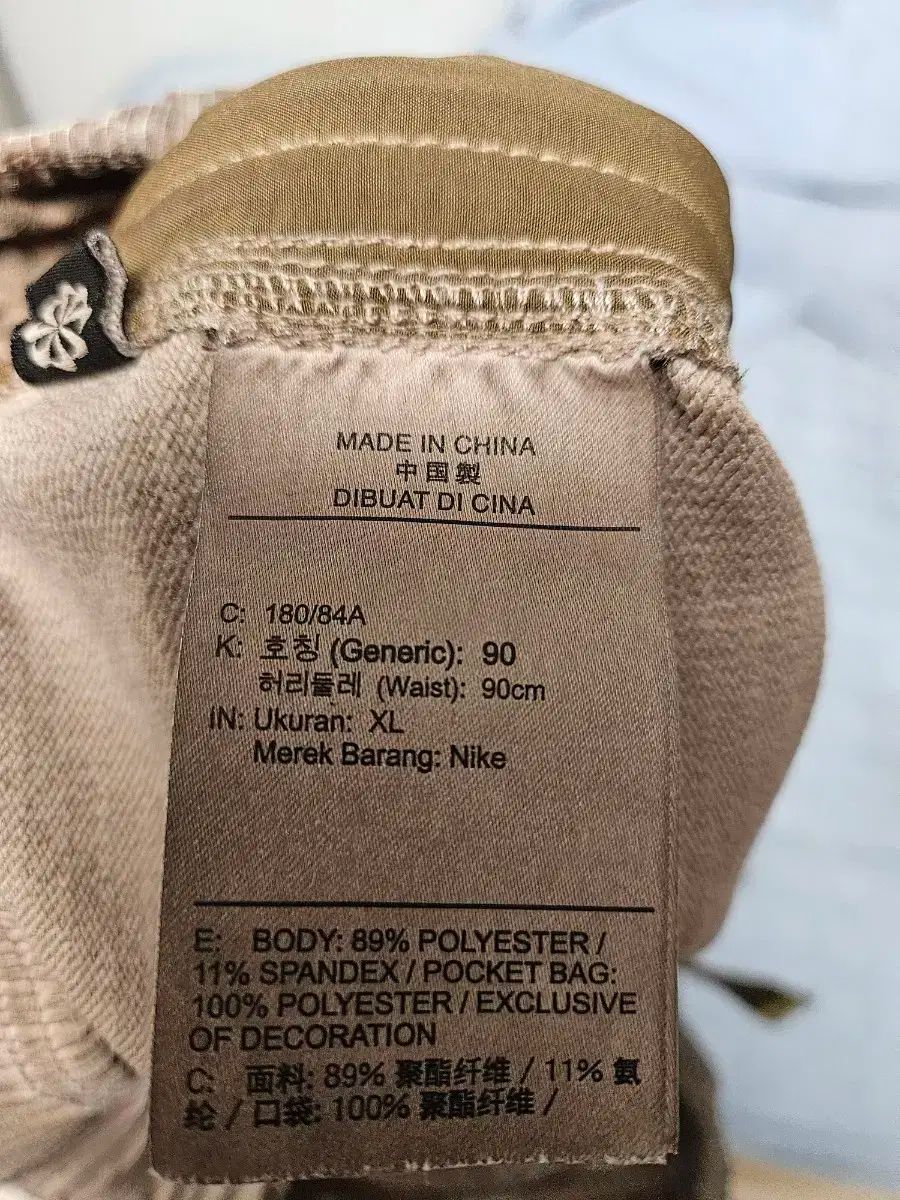 MADE IN CHINA
中国製
DIBUAT DI CINA
C: 180/84A
K: 호칭 (Generic): 90
허리둘레 (Waist): 90cm
IN: Ukuran: XL
Merek Barang: Nike
E: BODY: 89% POLYESTER /
11% SPANDEX / POCKET BAG:
100% POLYESTER / EXCLUSIVE
OF DECORATION
C: 面料: 89% 聚酯纤维 / 11% 氨
纶 / 口袋: 100% 聚酯纤维 /